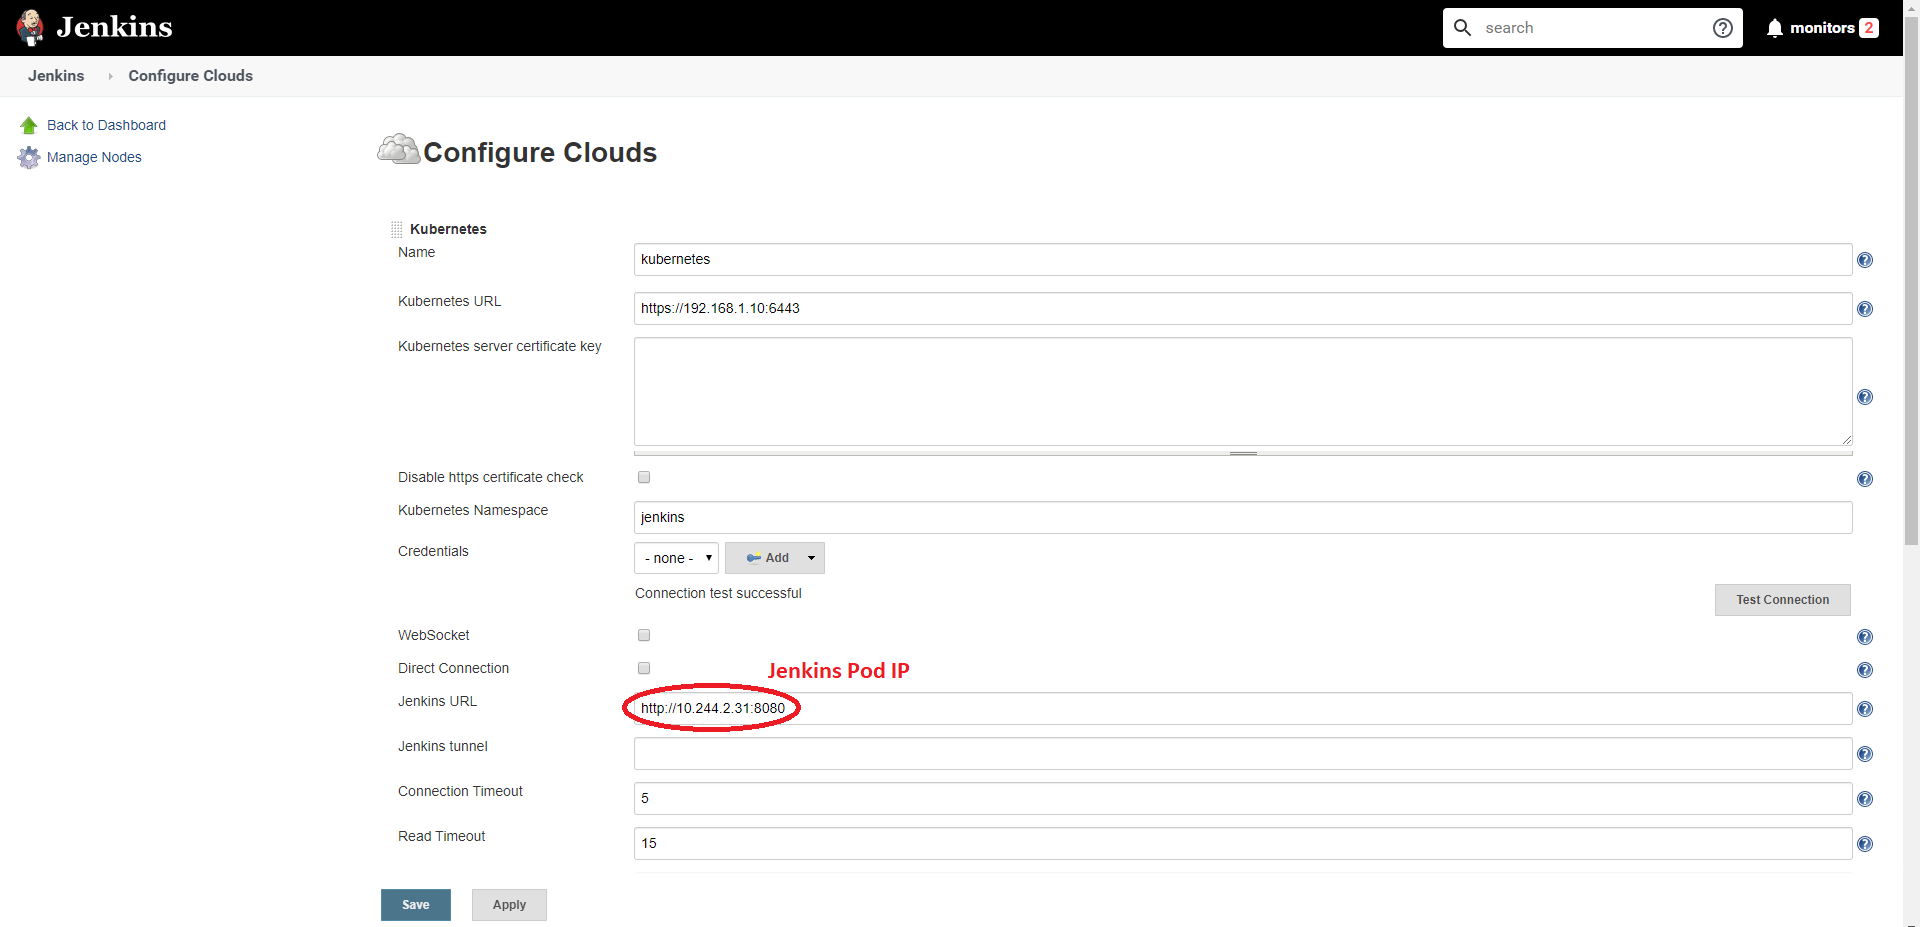 Jenkins
search
monitors 2
Jenkins Configure Clouds
Back to Dashboard
Manage Nodes
Configure Clouds
Kubernetes
Name
kubernetes
Kubernetes URL
https://192.168.1.10:6443
Kubernetes server certificate key
Disable https certificate check
Kubernetes Namespace
jenkins
Credentials
- none -
Add
Connection test successful
Test Connection
WebSocket
Direct Connection
Jenkins Pod IP
Jenkins URL
http://10.244.2.31:8080
Jenkins tunnel
Connection Timeout
5
Read Timeout
15
Save
Apply